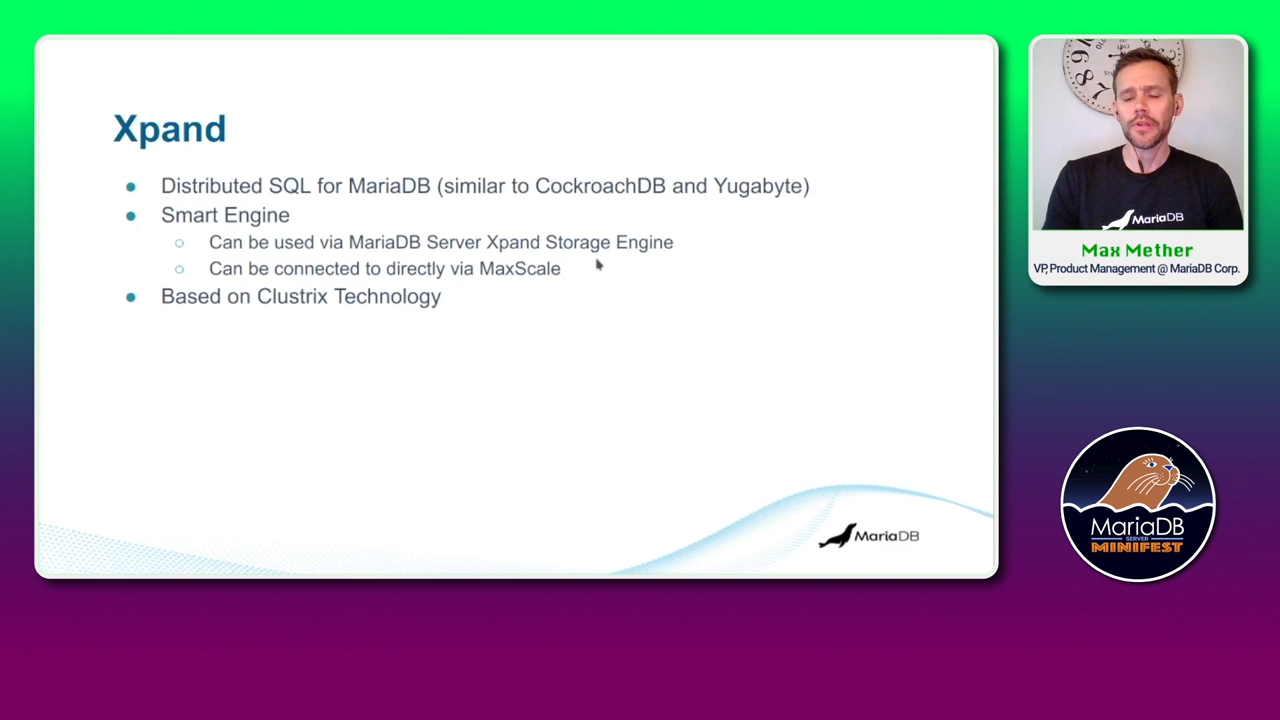 Xpand
Distributed SQL for MariaDB (similar to CockroachDB and Yugabyte)
Smart Engine
Can be used via MariaDB Server Xpand Storage Engine
Can be connected to directly via MaxScale
Based on Clustrix Technology
MariaDB
MariaDB
Max Mether
VP, Product Management @ MariaDB Corp.
MariaDB
SERVER
MINIFEST